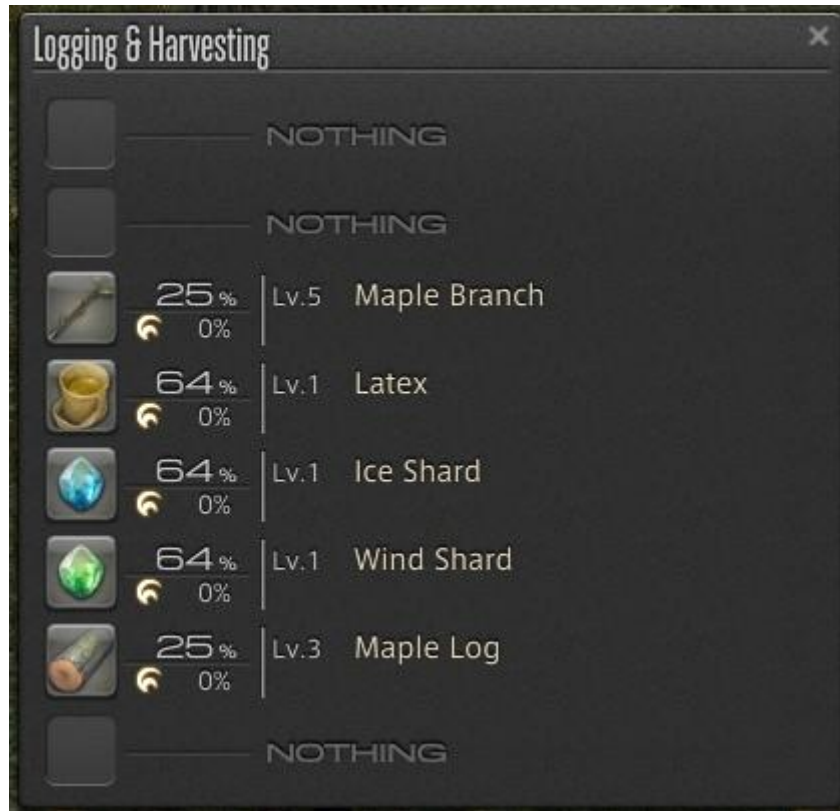 Logging & Harvesting
NOTHING
NOTHING
25% Lv.5 Maple Branch
0%
64% Lv.1 Latex
0%
64% Lv.1 Ice Shard
0%
64% Lv.1 Wind Shard
0%
25% Lv.3 Maple Log
0%
NOTHING